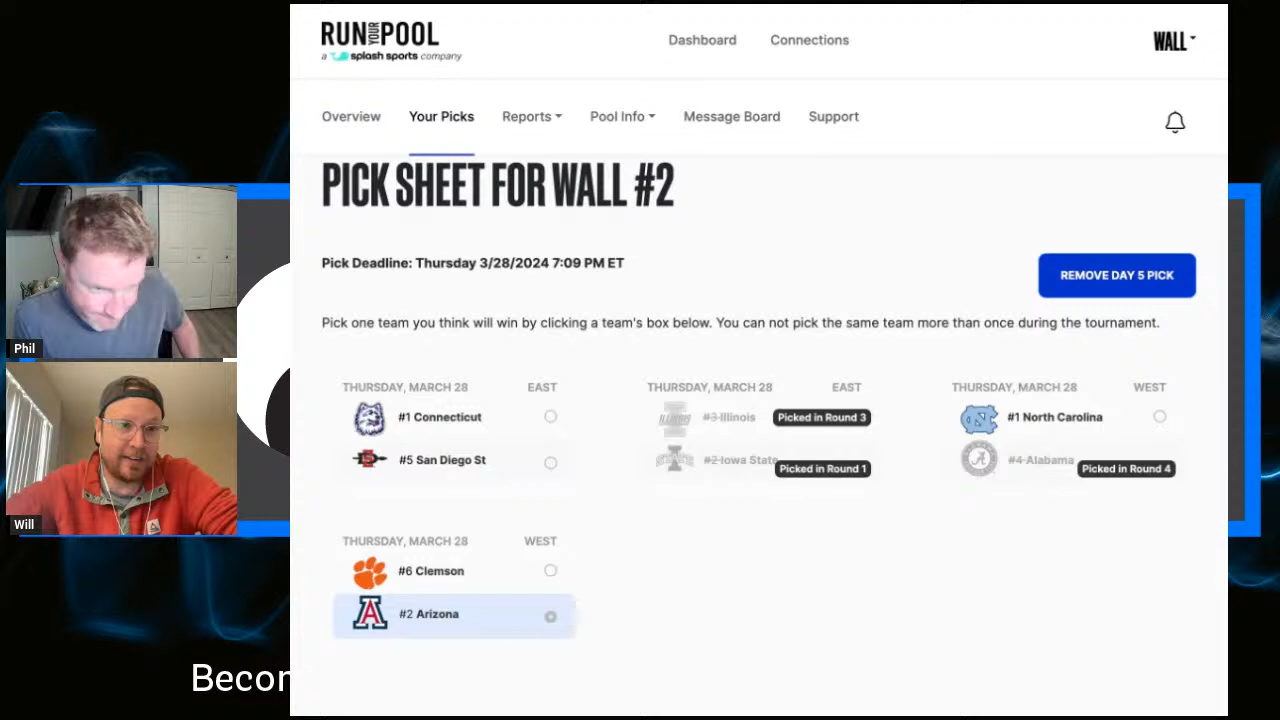 RUN YOUR POOL
a splash sports company
Dashboard Connections
WALL
Overview Your Picks Reports Pool Info Message Board Support
PICK SHEET FOR WALL #2
Pick Deadline: Thursday 3/28/2024 7:09 PM ET
REMOVE DAY 5 PICK
Pick one team you think will win by clicking a team's box below. You can not pick the same team more than once during the tournament.
THURSDAY, MARCH 28 EAST
#1 Connecticut
#5 San Diego St
THURSDAY, MARCH 28 EAST
ILLINOIS #3 Illinois Picked in Round 3
STATE #2 Iowa State Picked in Round 1
THURSDAY, MARCH 28 WEST
NC #1 North Carolina
A #4 Alabama Picked in Round 4
THURSDAY, MARCH 28 WEST
#6 Clemson
A #2 Arizona
Phil
Will
Becon